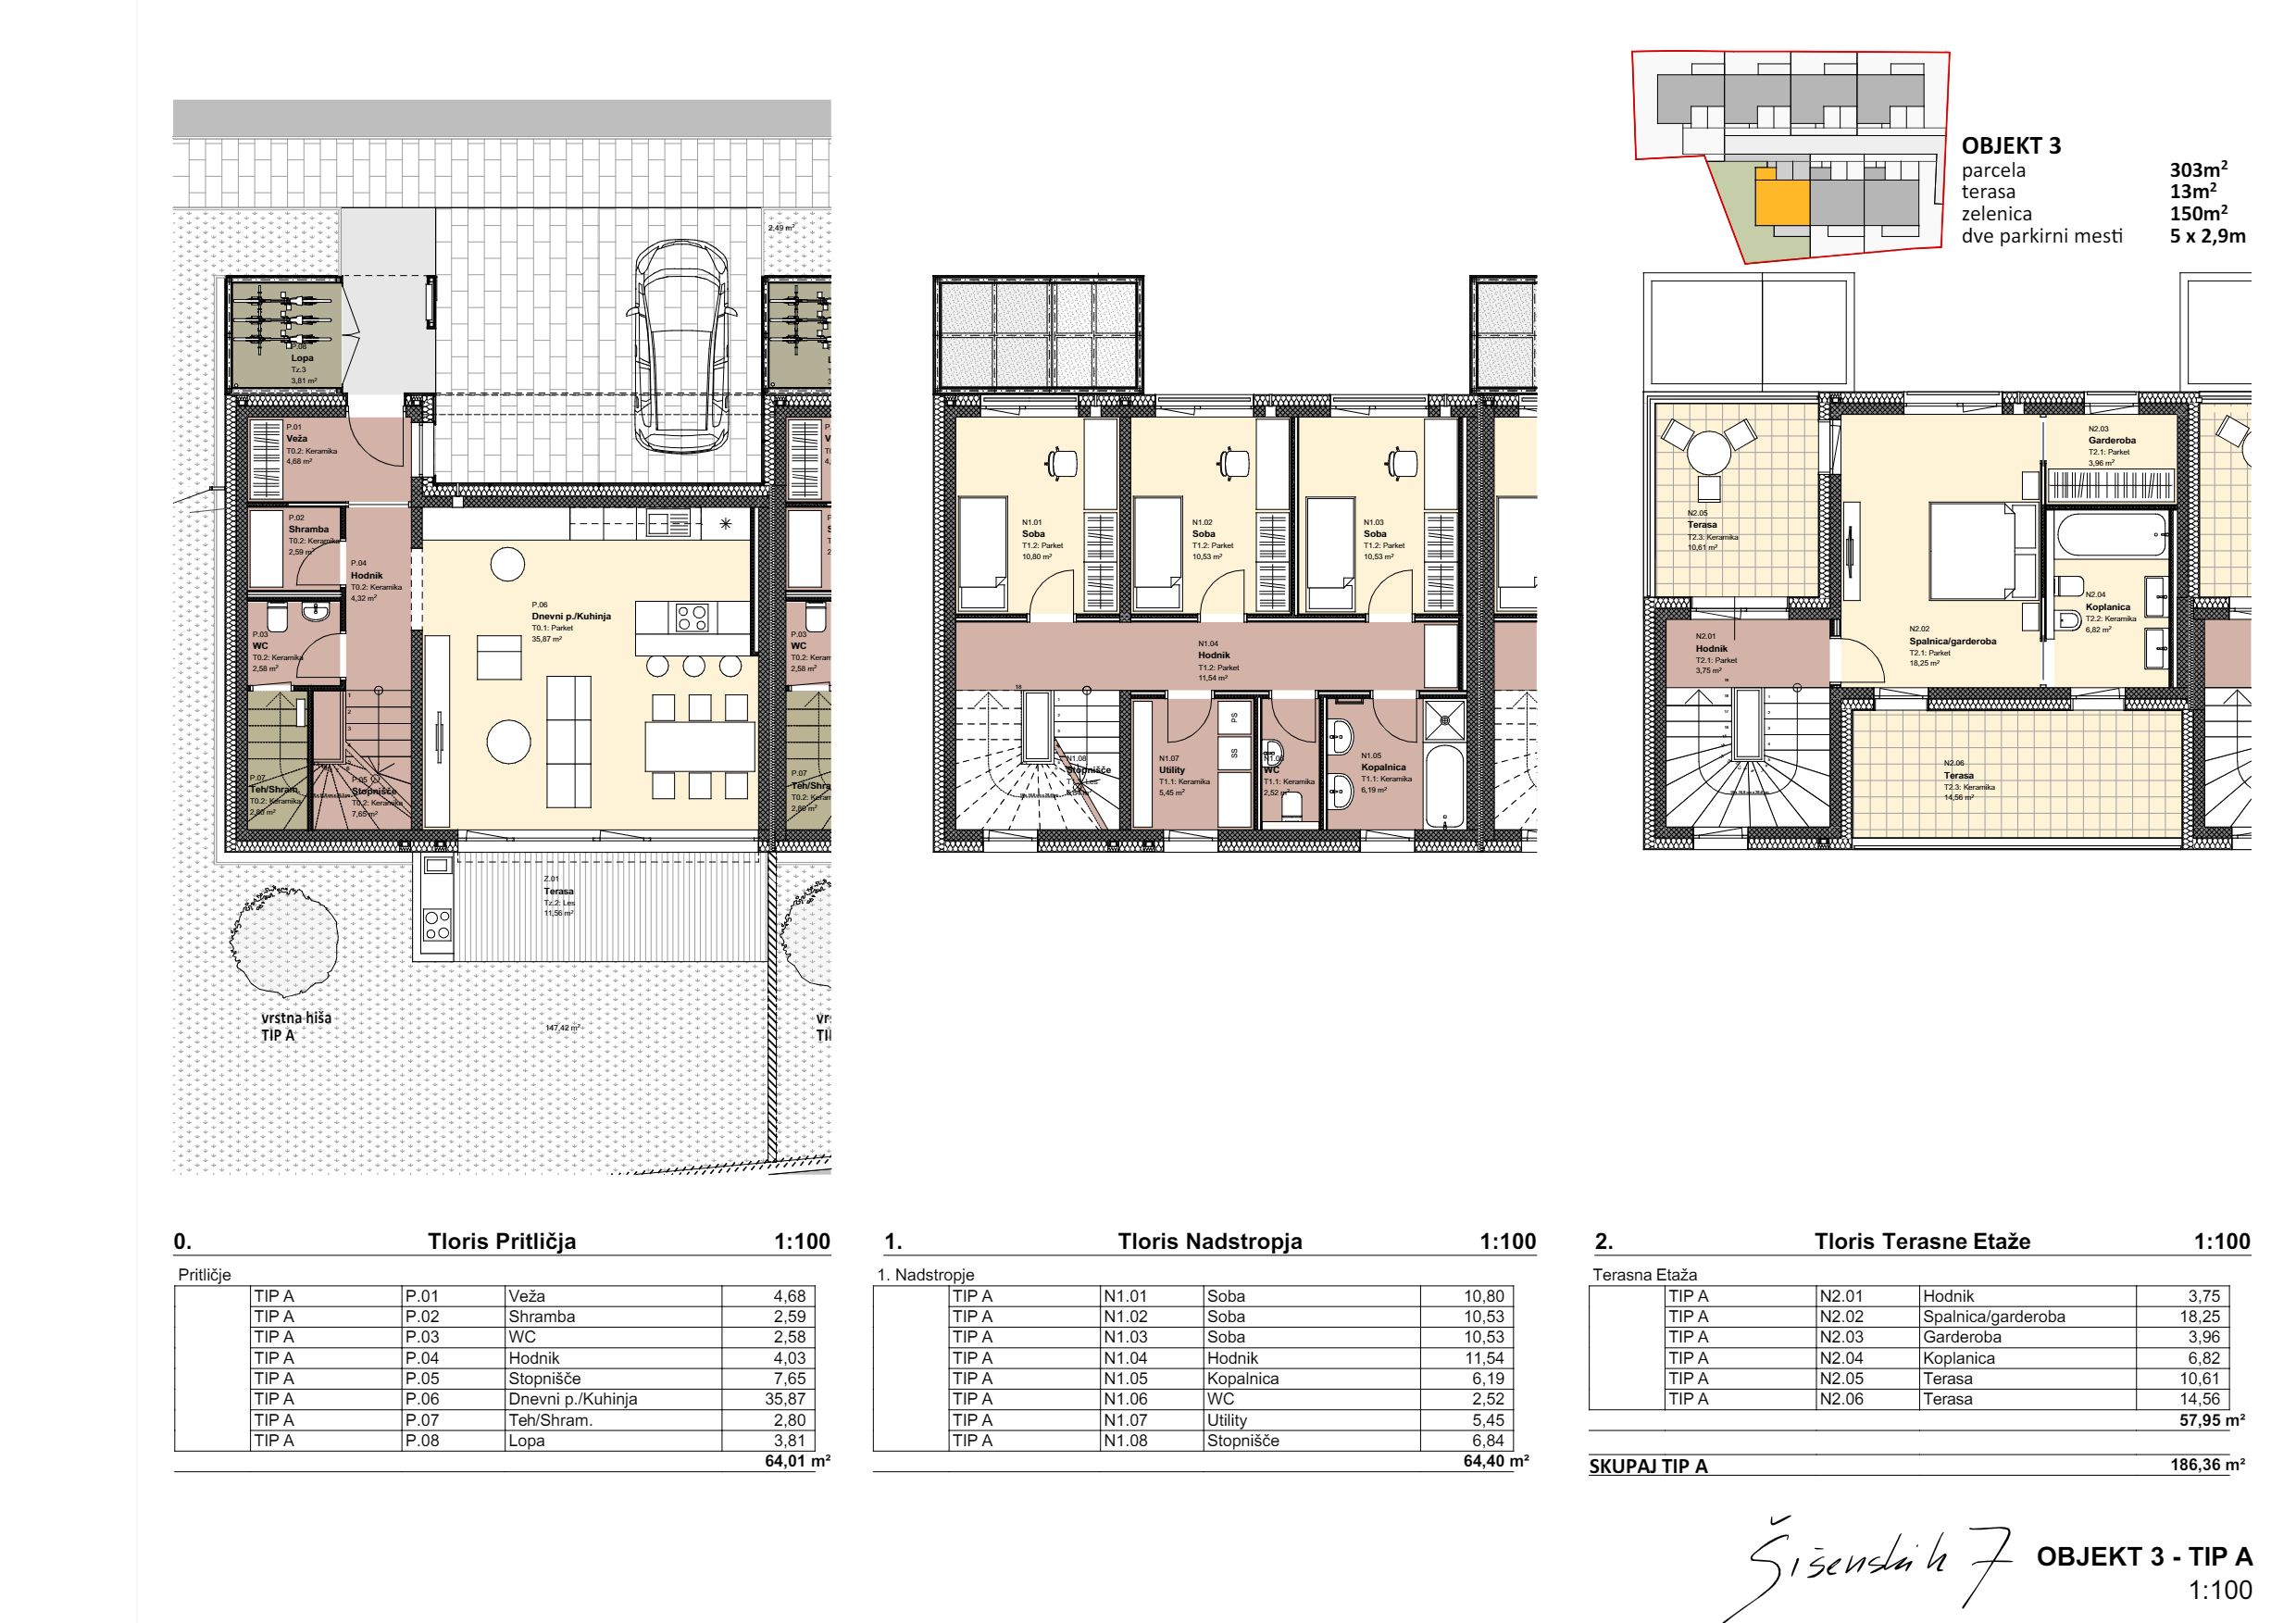 OBJEKT 3
parcela 303m²
terasa 13m²
zelenica 150m²
dve parkirni mesti 5 x 2,9m
2,49 m²
P.08
Lopa
Tz.3
3,81 m²
P.01
Veža
T0.2: Keramika
4,68 m²
P.02
Shramba
T0.2: Keramika
2,59 m²
P.04
Hodnik
T0.2: Keramika
4,32 m²
P.03
WC
T0.2: Keramika
2,58 m²
P.06
Dnevni p./Kuhinja
T0.1: Parket
35,87 m²
P.07
Teh/Shram.
T0.2: Keramika
2,80 m²
P.05
Stopnišče
T0.2: Keramika
7,65 m²
P.03
WC
T0.2: Keram
2,58 m²
P.07
Teh/Shra
T0.2: Kerar
2,80 m²
Z.01
Terasa
Tz.2: Les
11,56 m²
vrstna hiša
TIP A
147,42 m²
N1.01
Soba
T1.2: Parket
10,80 m²
N1.02
Soba
T1.2: Parket
10,53 m²
N1.03
Soba
T1.2: Parket
10,53 m²
N1.04
Hodnik
T1.2: Parket
11,54 m²
N1.08
Stopnišče
N1.07
Utility
T1.1: Keramika
5,45 m²
PS
SS
WC
T1.1: Keramika
2,52 m²
N1.05
Kopalnica
T1.1: Keramika
6,19 m²
N2.03
Garderoba
T2.1: Parket
3,96 m²
N2.05
Terasa
T2.3: Keramika
10,61 m²
N2.04
Koplanica
T2.2: Keramika
6,82 m²
N2.01
Hodnik
T2.1: Parket
3,75 m²
N2.02
Spalnica/garderoba
T2.1: Parket
18,25 m²
N2.06
Terasa
T2.3: Keramika
14,56 m²
0. Tloris Pritličja 1:100
Pritličje
TIP A P.01 Veža 4,68
TIP A P.02 Shramba 2,59
TIP A P.03 WC 2,58
TIP A P.04 Hodnik 4,03
TIP A P.05 Stopnišče 7,65
TIP A P.06 Dnevni p./Kuhinja 35,87
TIP A P.07 Teh/Shram. 2,80
TIP A P.08 Lopa 3,81
64,01 m²
1. Tloris Nadstropja 1:100
1. Nadstropje
TIP A N1.01 Soba 10,80
TIP A N1.02 Soba 10,53
TIP A N1.03 Soba 10,53
TIP A N1.04 Hodnik 11,54
TIP A N1.05 Kopalnica 6,19
TIP A N1.06 WC 2,52
TIP A N1.07 Utility 5,45
TIP A N1.08 Stopnišče 6,84
64,40 m²
2. Tloris Terasne Etaže 1:100
Terasna Etaža
TIP A N2.01 Hodnik 3,75
TIP A N2.02 Spalnica/garderoba 18,25
TIP A N2.03 Garderoba 3,96
TIP A N2.04 Koplanica 6,82
TIP A N2.05 Terasa 10,61
TIP A N2.06 Terasa 14,56
57,95 m²
SKUPAJ TIP A 186,36 m²
Šišenskih 7
OBJEKT 3 - TIP A
1:100